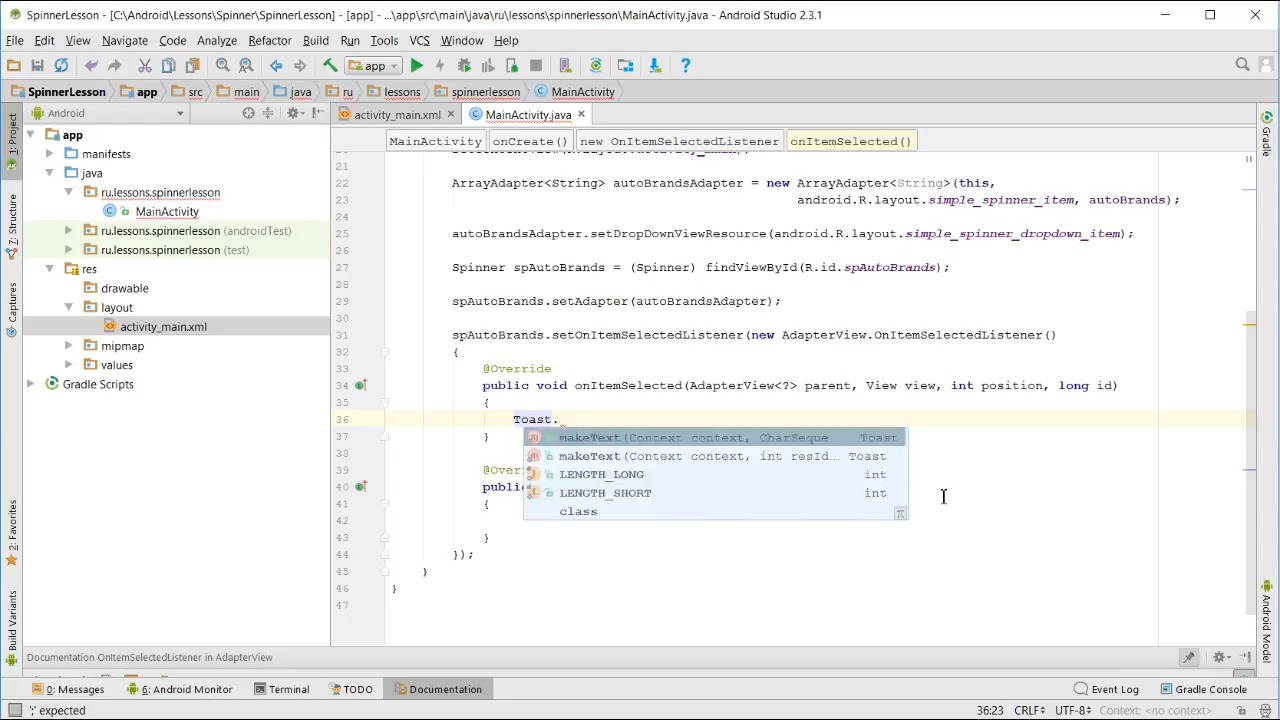 SpinnerLesson - [C:\Android\Lessons\Spinner\SpinnerLesson] - [app] - ...\app\src\main\java\ru\lessons\spinnerlesson\MainActivity.java - Android Studio 2.3.1
File Edit View Navigate Code Analyze Refactor Build Run Tools VCS Window Help
app
SpinnerLesson app src main java ru lessons spinnerlesson MainActivity
Android
activity_main.xml MainActivity.java
MainActivity onCreate() new OnItemSelectedListener onItemSelected()
1: Project
Z: Structure
Captures
2: Favorites
Build Variants
app
manifests
java
ru.lessons.spinnerlesson
MainActivity
ru.lessons.spinnerlesson (androidTest)
ru.lessons.spinnerlesson (test)
res
drawable
layout
activity_main.xml
mipmap
values
Gradle Scripts
21
22 ArrayAdapter<String> autoBrandsAdapter = new ArrayAdapter<String>(this,
23 android.R.layout.simple_spinner_item, autoBrands);
24
25 autoBrandsAdapter.setDropDownViewResource(android.R.layout.simple_spinner_dropdown_item);
26
27 Spinner spAutoBrands = (Spinner) findViewById(R.id.spAutoBrands);
28
29 spAutoBrands.setAdapter(autoBrandsAdapter);
30
31 spAutoBrands.setOnItemSelectedListener(new AdapterView.OnItemSelectedListener()
32 {
33 @Override
34 public void onItemSelected(AdapterView<?> parent, View view, int position, long id)
35 {
36 Toast.
37 }
38
39 @Over
40 public
41 {
42
43 }
44 });
45 }
46 }
47
makeText(Context context, CharSeque Toast
makeText(Context context, int resId... Toast
LENGTH_LONG int
LENGTH_SHORT int
class
π
Gradle
Android Model
Documentation OnItemSelectedListener in AdapterView
0: Messages 6: Android Monitor Terminal TODO Documentation Event Log Gradle Console
';' expected 36:23 CRLF UTF-8 Context: <no context>